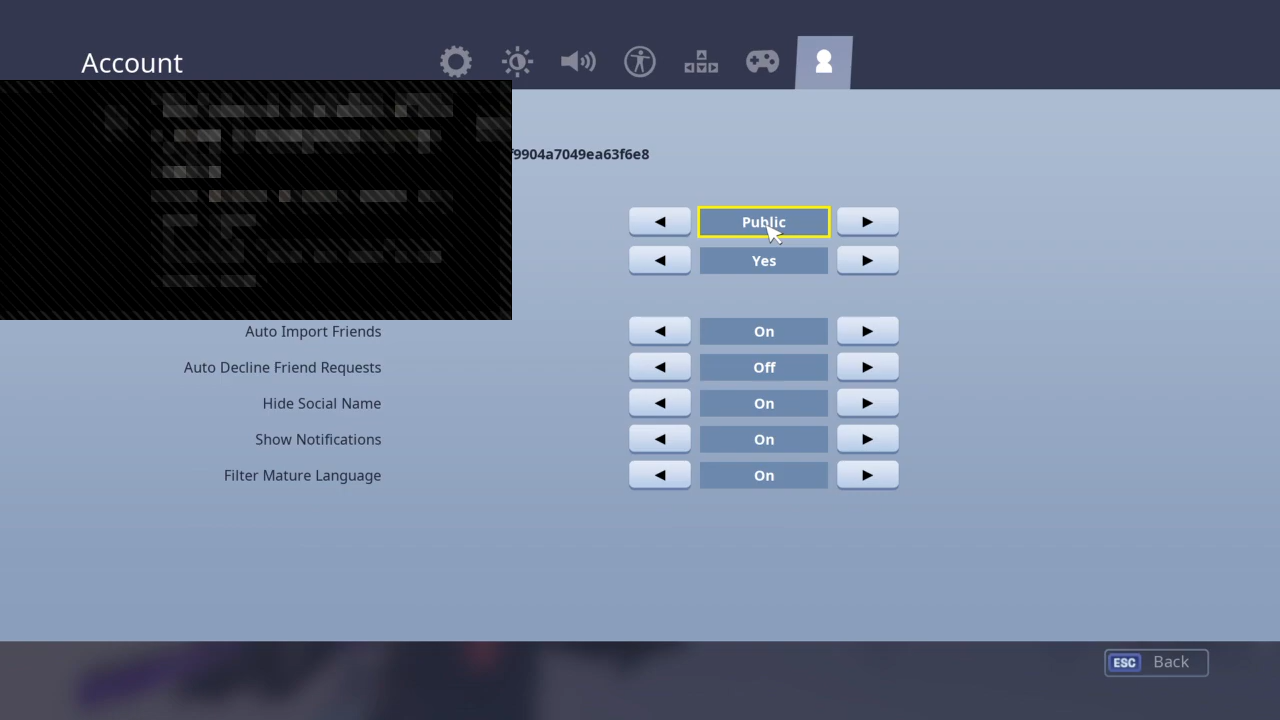 Account
f9904a7049ea63f6e8
◀ Public ▶
◀ Yes ▶
Auto Import Friends ◀ On ▶
Auto Decline Friend Requests ◀ Off ▶
Hide Social Name ◀ On ▶
Show Notifications ◀ On ▶
Filter Mature Language ◀ On ▶
ESC Back